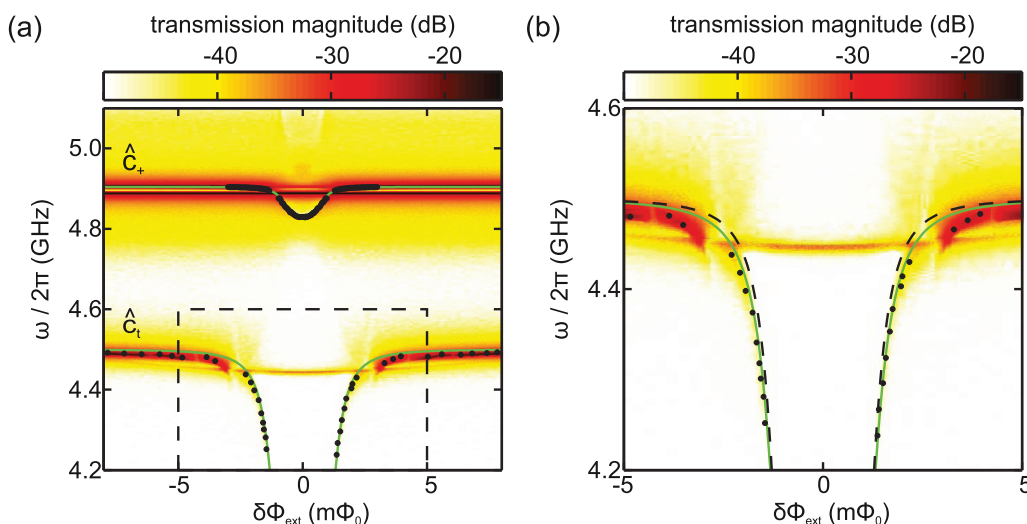 (a)
transmission magnitude (dB)
-40 -20
5.0
4.8
4.6
4.4
4.2
ω / 2π (GHz)
ĉ₊
ĉₜ
-5 0 5
δΦₑₓₜ (mΦ₀)
(b)
transmission magnitude (dB)
-40 -20
4.6
4.4
4.2
ω / 2π (GHz)
-5 0 5
δΦₑₓₜ (mΦ₀)